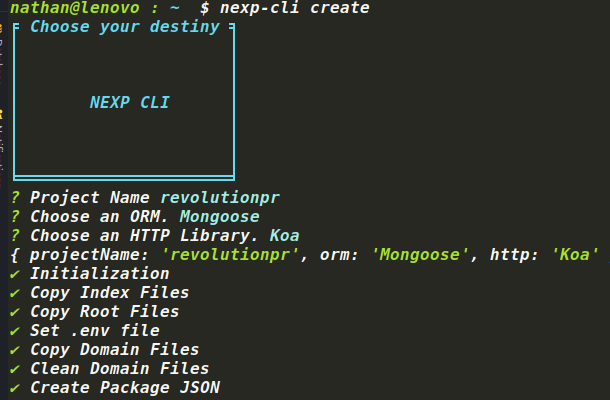 nathan@lenovo : ~ $ nexp-cli create
Choose your destiny
NEXP CLI
? Project Name revolutionpr
? Choose an ORM. Mongoose
? Choose an HTTP Library. Koa
{ projectName: 'revolutionpr', orm: 'Mongoose', http: 'Koa'
✔ Initialization
✔ Copy Index Files
✔ Copy Root Files
✔ Set .env file
✔ Copy Domain Files
✔ Clean Domain Files
✔ Create Package JSON